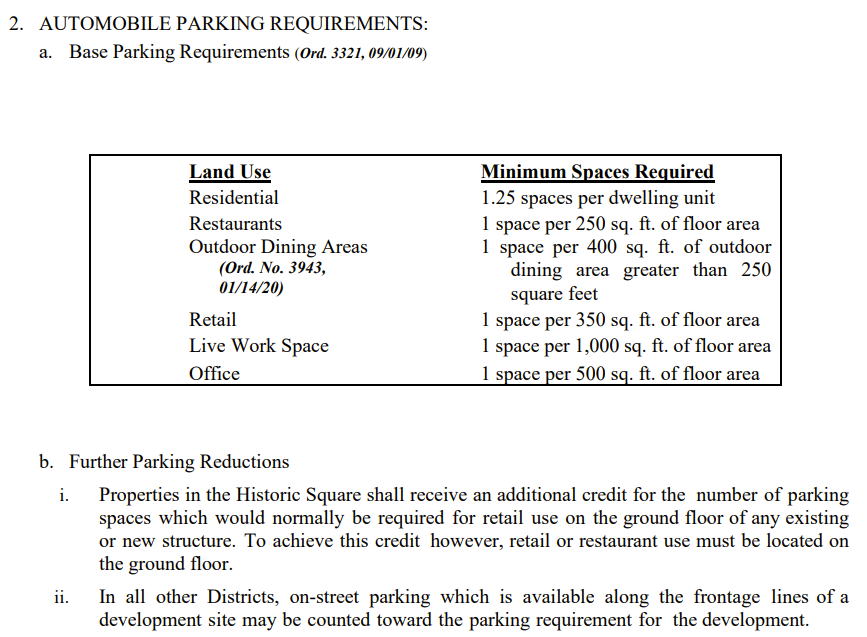 2. AUTOMOBILE PARKING REQUIREMENTS:
a. Base Parking Requirements (Ord. 3321, 09/01/09)
Land Use Minimum Spaces Required
Residential 1.25 spaces per dwelling unit
Restaurants 1 space per 250 sq. ft. of floor area
Outdoor Dining Areas 1 space per 400 sq. ft. of outdoor
(Ord. No. 3943, dining area greater than 250
01/14/20) square feet
Retail 1 space per 350 sq. ft. of floor area
Live Work Space 1 space per 1,000 sq. ft. of floor area
Office 1 space per 500 sq. ft. of floor area
b. Further Parking Reductions
i. Properties in the Historic Square shall receive an additional credit for the number of parking
spaces which would normally be required for retail use on the ground floor of any existing
or new structure. To achieve this credit however, retail or restaurant use must be located on
the ground floor.
ii. In all other Districts, on-street parking which is available along the frontage lines of a
development site may be counted toward the parking requirement for the development.